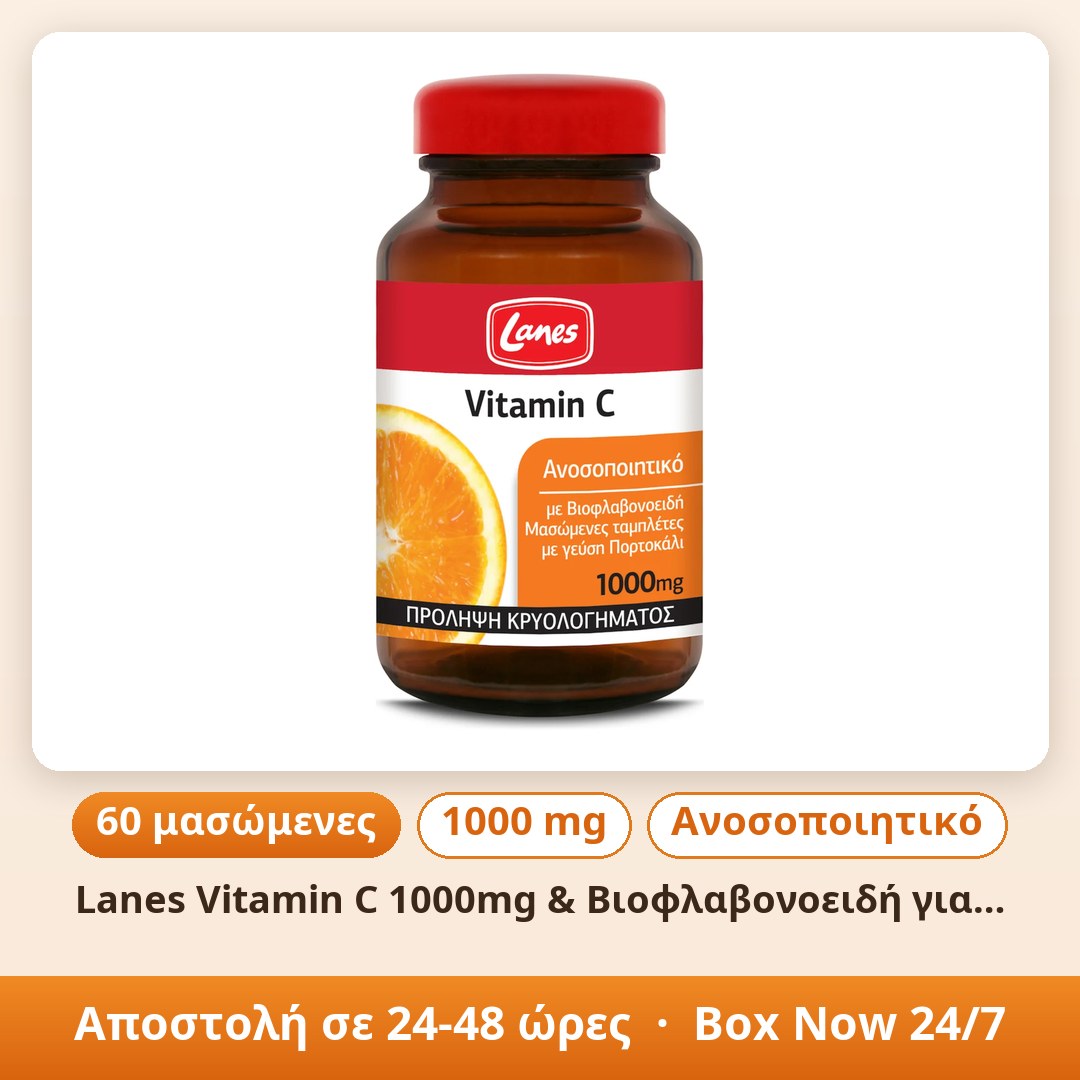 Lanes
Vitamin C
Ανοσοποιητικό
με Βιοφλαβονοειδή
Μασώμενες ταμπλέτες
με γεύση Πορτοκάλι
1000mg
ΠΡΟΛΗΨΗ ΚΡΥΟΛΟΓΗΜΑΤΟΣ
60 μασώμενες
1000 mg
Ανοσοποιητικό
Lanes Vitamin C 1000mg & Βιοφλαβονοειδή για...
Αποστολή σε 24-48 ώρες · Box Now 24/7